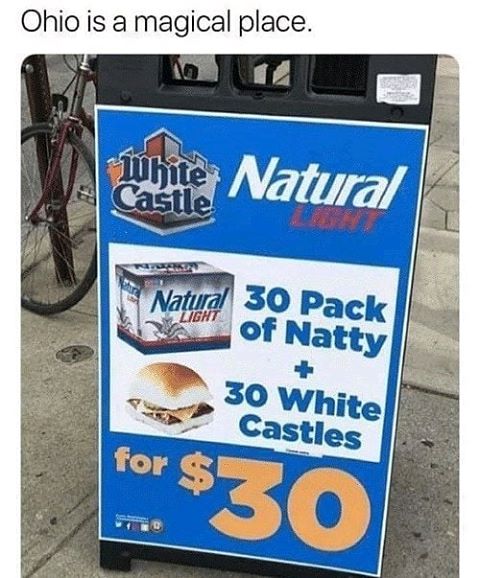 Ohio is a magical place.
White
Castle
Natural
LIGHT
Natural
LIGHT
30 Pack
of Natty
+
30 White
Castles
for $30